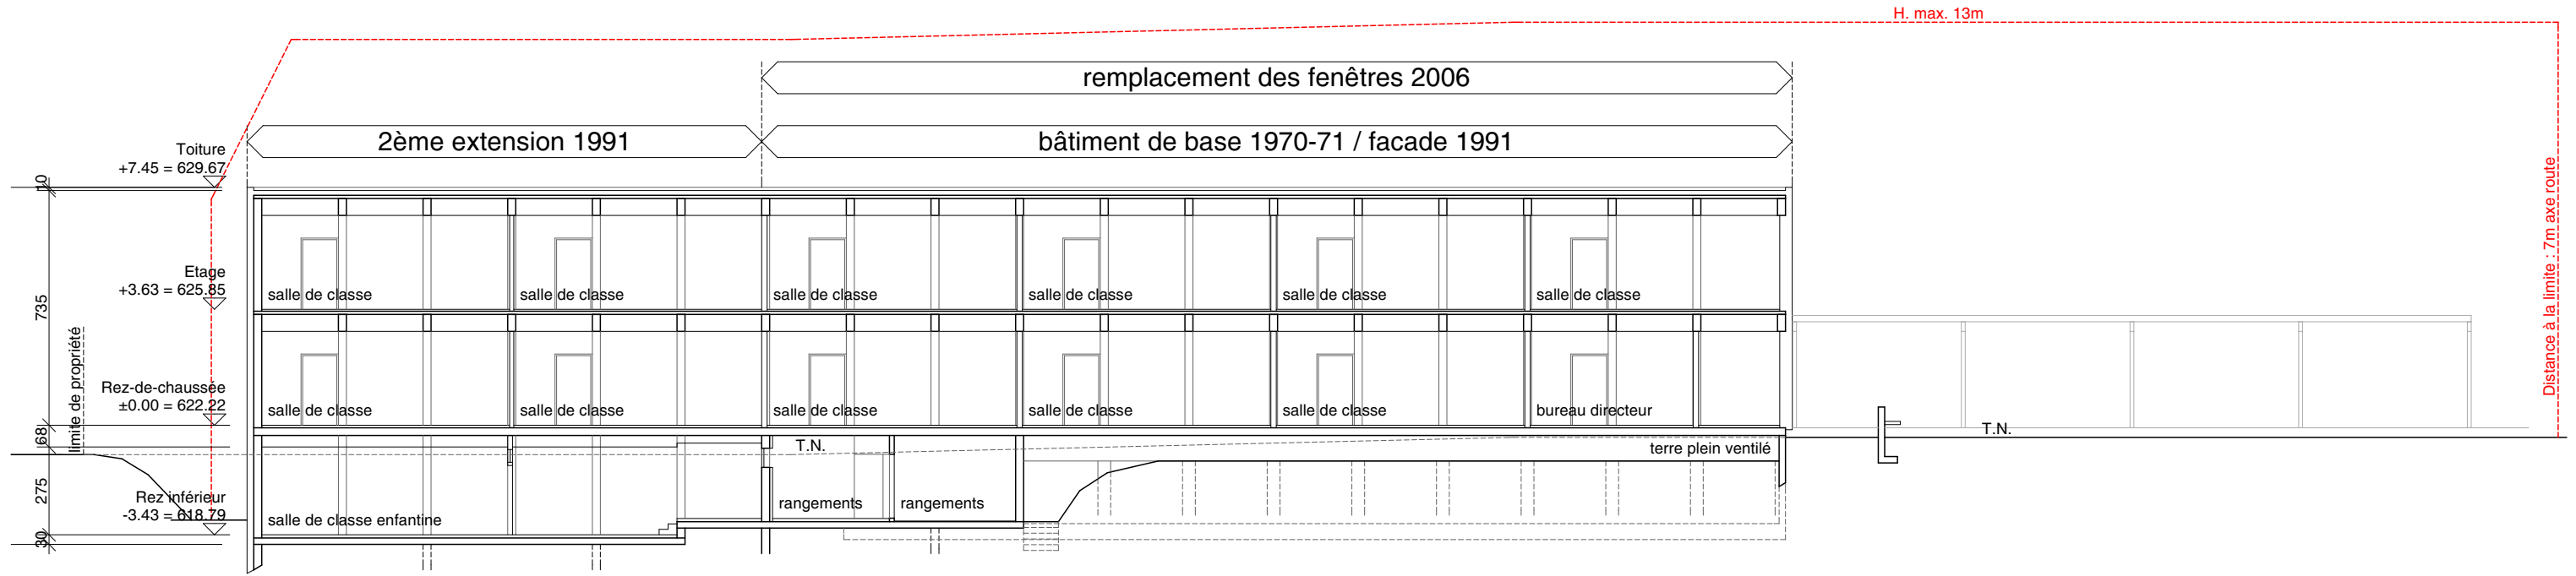 H. max. 13m
remplacement des fenêtres 2006
2ème extension 1991
bâtiment de base 1970-71 / facade 1991
Toiture
+7.45 = 629.67
10
Etage
+3.63 = 625.85
735
salle de classe
salle de classe
salle de classe
salle de classe
salle de classe
salle de classe
Distance à la limite : 7m axe route
limite de propriété
Rez-de-chaussée
±0.00 = 622.22
salle de classe
salle de classe
salle de classe
salle de classe
salle de classe
bureau directeur
68
T.N.
T.N.
terre plein ventilé
275
Rez inférieur
-3.43 = 618.79
salle de classe enfantine
rangements
rangements
30